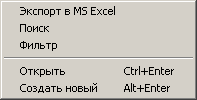 Экспорт в MS Excel
Поиск
Фильтр
Открыть Ctrl+Enter
Создать новый Alt+Enter